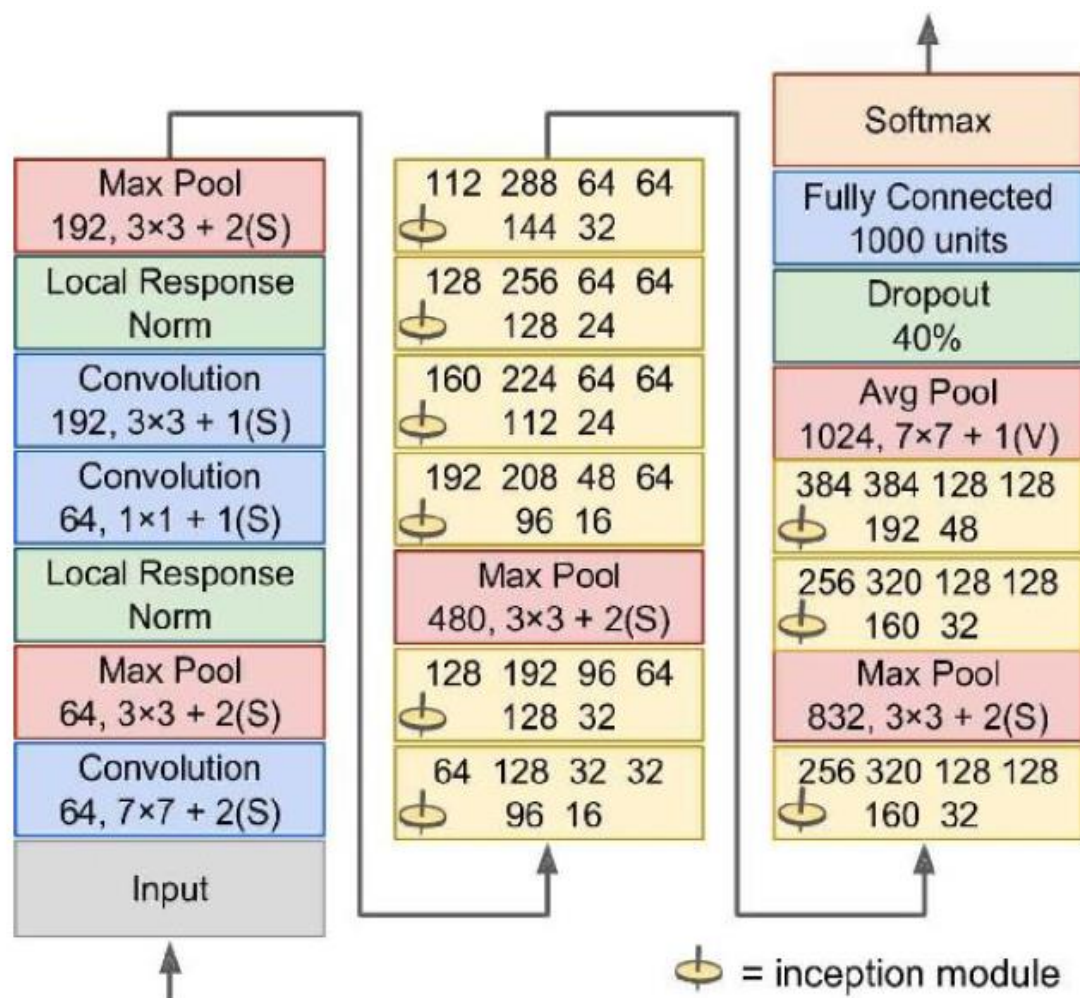 Max Pool
192, 3×3 + 2(S)
Local Response
Norm
Convolution
192, 3×3 + 1(S)
Convolution
64, 1×1 + 1(S)
Local Response
Norm
Max Pool
64, 3×3 + 2(S)
Convolution
64, 7×7 + 2(S)
Input
112 288 64 64
144 32
128 256 64 64
128 24
160 224 64 64
112 24
192 208 48 64
96 16
Max Pool
480, 3×3 + 2(S)
128 192 96 64
128 32
64 128 32 32
96 16
Softmax
Fully Connected
1000 units
Dropout
40%
Avg Pool
1024, 7×7 + 1(V)
384 384 128 128
192 48
256 320 128 128
160 32
Max Pool
832, 3×3 + 2(S)
256 320 128 128
160 32
= inception module